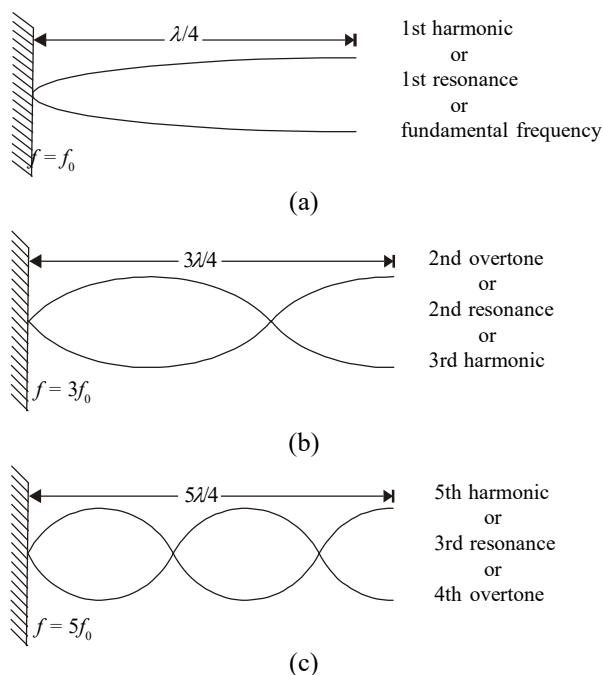 λ/4
1st harmonic
or
1st resonance
or
fundamental frequency
f = f₀
(a)
3λ/4
2nd overtone
or
2nd resonance
or
3rd harmonic
f = 3f₀
(b)
5λ/4
5th harmonic
or
3rd resonance
or
4th overtone
f = 5f₀
(c)